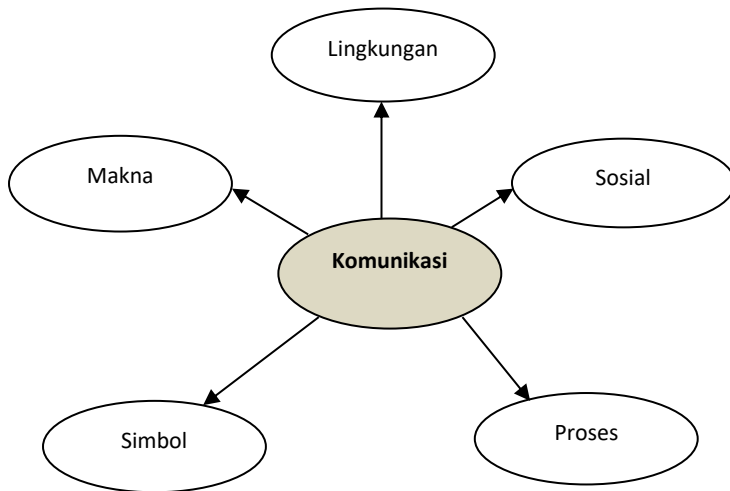 Lingkungan
Makna
Sosial
Komunikasi
Simbol
Proses